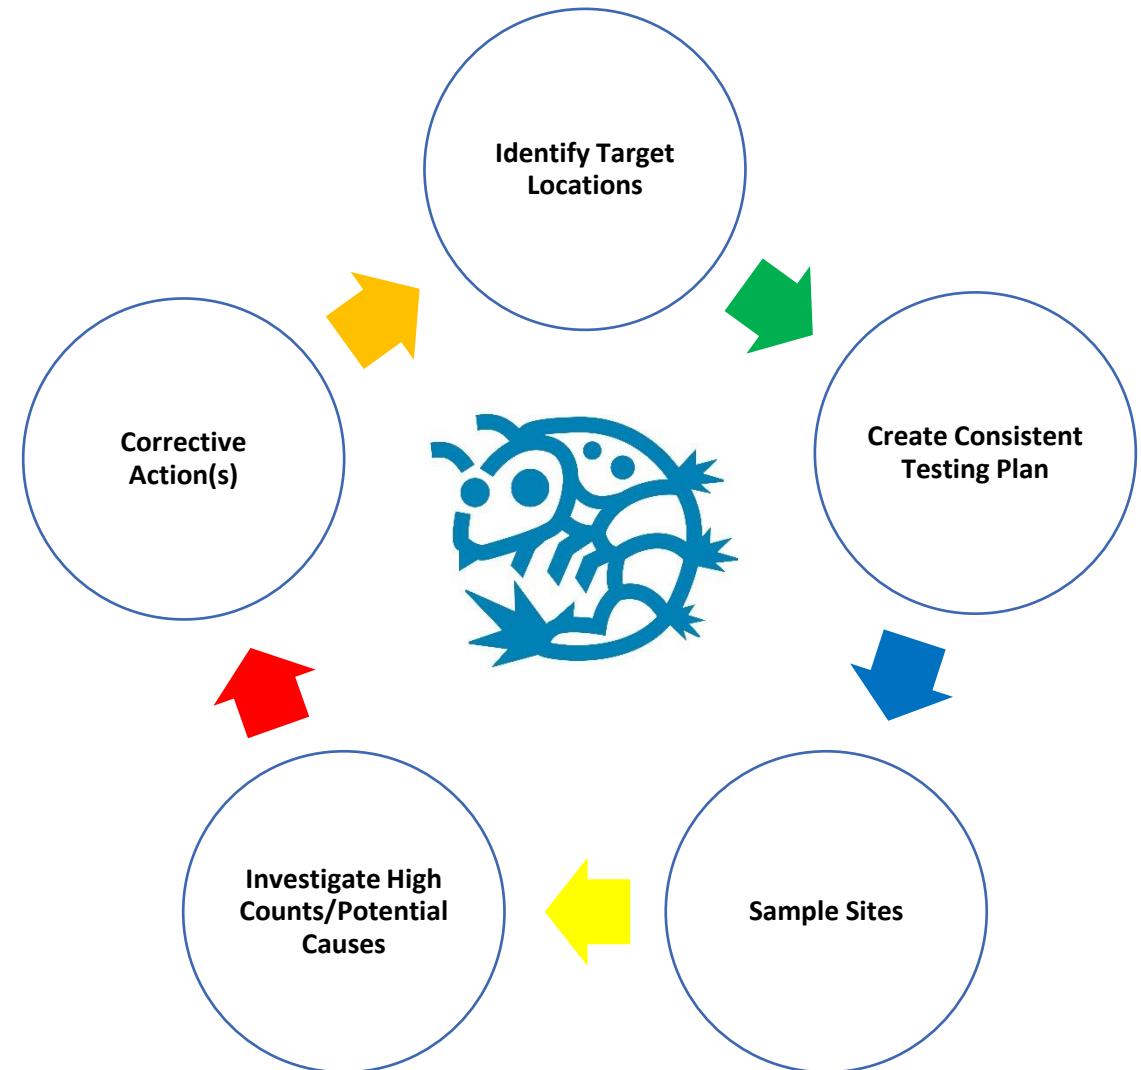 Identify Target
Locations
Create Consistent
Testing Plan
Sample Sites
Investigate High
Counts/Potential
Causes
Corrective
Action(s)